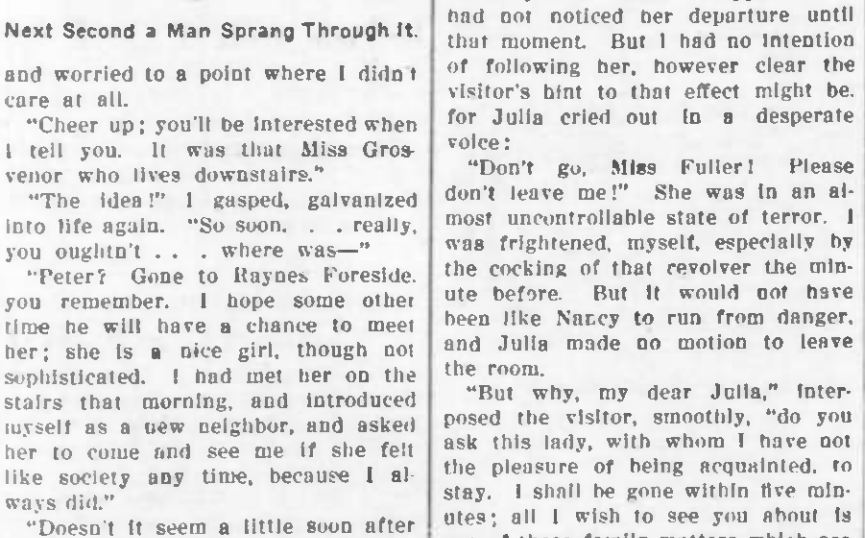 Next Second a Man Sprang Through It.
and worried to a point where I didn't
care at all.
"Cheer up; you'll be interested when
I tell you. It was that Miss Gros-
venor who lives downstairs."
"The idea!" I gasped, galvanized
into life again. "So soon. . . really,
you oughtn't . . . where was—"
"Peter? Gone to Raynes Foreside,
you remember. I hope some other
time he will have a chance to meet
her; she is a nice girl, though not
sophisticated. I had met her on the
stairs that morning, and introduced
myself as a new neighbor, and asked
her to come and see me if she felt
like society any time, because I al-
ways did."
"Doesn't it seem a little soon after
had not noticed her departure until
that moment. But I had no intention
of following her, however clear the
visitor's hint to that effect might be,
for Julia cried out in a desperate
voice:
"Don't go, Miss Fuller! Please
don't leave me!" She was in an al-
most uncontrollable state of terror. I
was frightened, myself, especially by
the cocking of that revolver the min-
ute before. But it would not have
been like Nancy to run from danger,
and Julia made no motion to leave
the room.
"But why, my dear Julia," inter-
posed the visitor, smoothly, "do you
ask this lady, with whom I have not
the pleasure of being acquainted, to
stay. I shall be gone within five min-
utes; all I wish to see you about is
those family matters which are